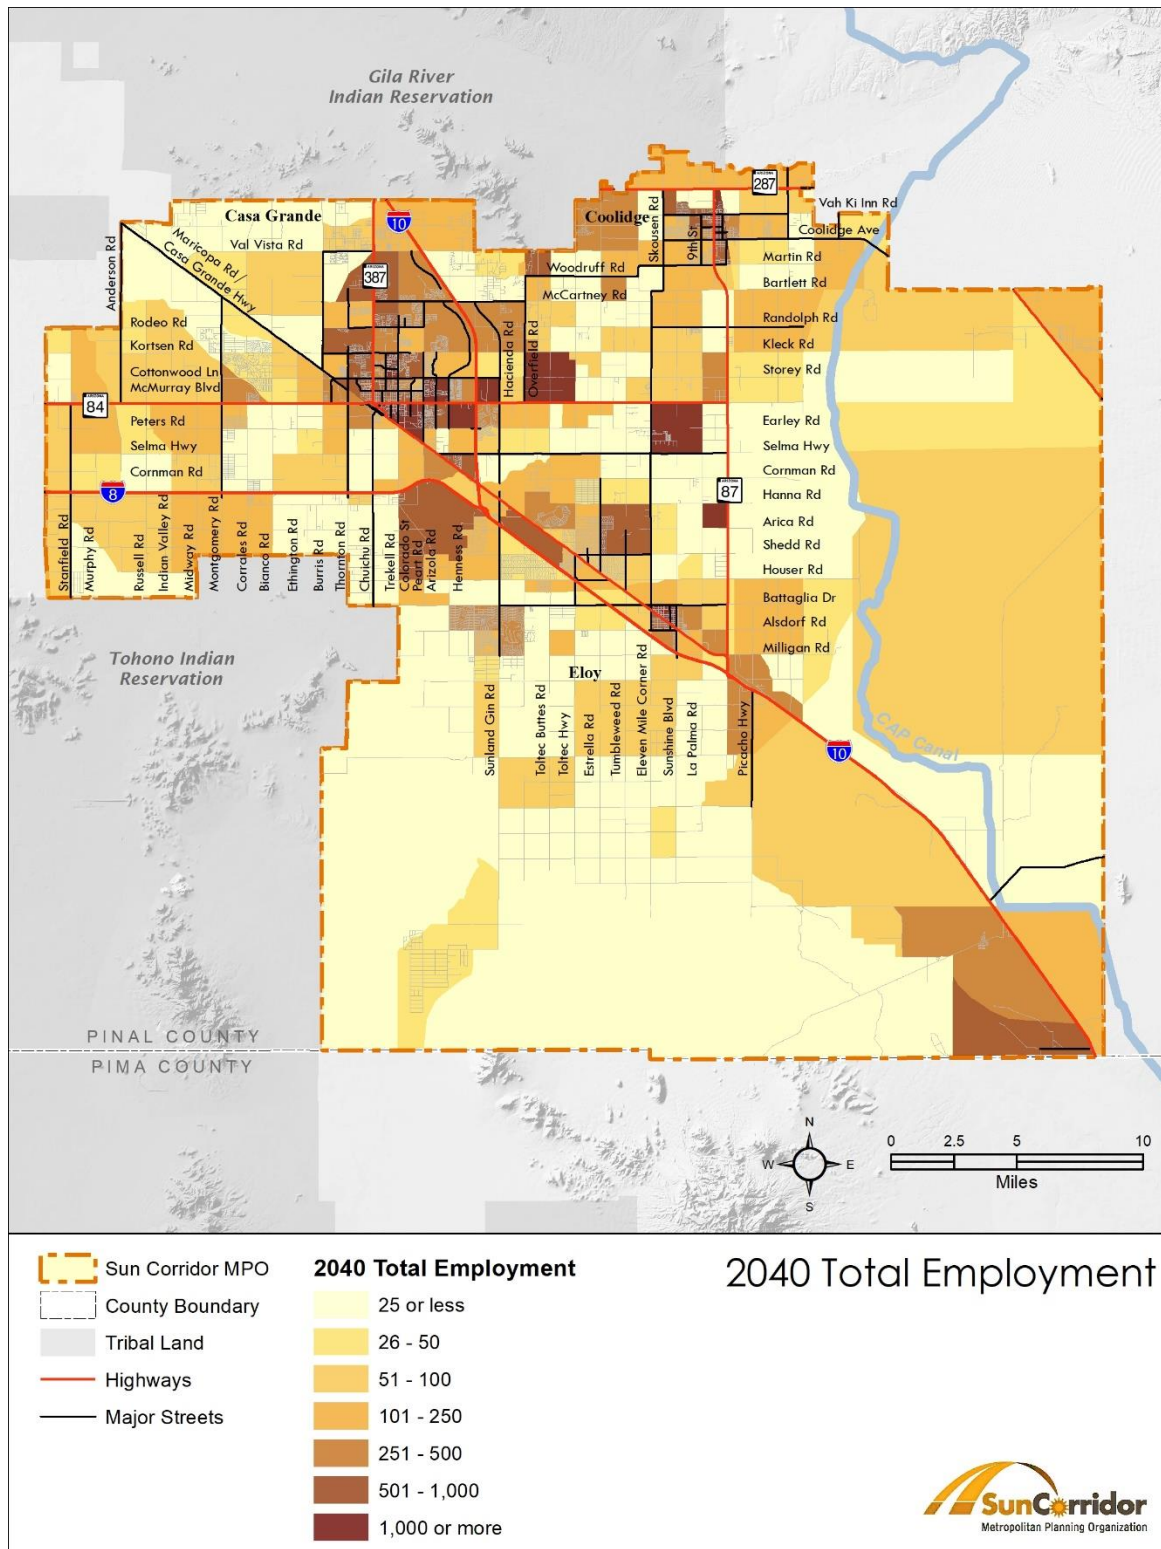 Gila River
Indian Reservation
ARIZONA
287
Vah Ki Inn Rd
Casa Grande
10
Coolidge
Skousen Rd
9th St
Coolidge Ave
Val Vista Rd
Maricopa Rd /
Casa Grande Hwy
Anderson Rd
Martin Rd
ARIZONA
387
Woodruff Rd
Bartlett Rd
McCartney Rd
Rodeo Rd
Randolph Rd
Kortsen Rd
Hacienda Rd
Overfield Rd
Kleck Rd
Cottonwood Ln
Storey Rd
McMurray Blvd
ARIZONA
84
Peters Rd
Earley Rd
Selma Hwy
Selma Hwy
Cornman Rd
Cornman Rd
8
ARIZONA
87
Hanna Rd
Arica Rd
Shedd Rd
Houser Rd
Stanfield Rd
Murphy Rd
Russell Rd
Indian Valley Rd
Midway Rd
Montgomery Rd
Corrales Rd
Bianco Rd
Ethington Rd
Burris Rd
Thornton Rd
Chuichu Rd
Trekell Rd
Colorado St
Peart Rd
Arizola Rd
Henness Rd
Battaglia Dr
Alsdorf Rd
Milligan Rd
Tohono Indian
Reservation
Eloy
Sunland Gin Rd
Toltec Buttes Rd
Toltec Hwy
Estrella Rd
Tumbleweed Rd
Eleven Mile Corner Rd
Sunshine Blvd
La Palma Rd
Picacho Hwy
10
CAP Canal
PINAL COUNTY
PIMA COUNTY
N
W E
S
0 2.5 5 10
Miles
2040 Total Employment
Sun Corridor MPO
County Boundary
Tribal Land
Highways
Major Streets
2040 Total Employment
25 or less
26 - 50
51 - 100
101 - 250
251 - 500
501 - 1,000
1,000 or more
SunCorridor
Metropolitan Planning Organization